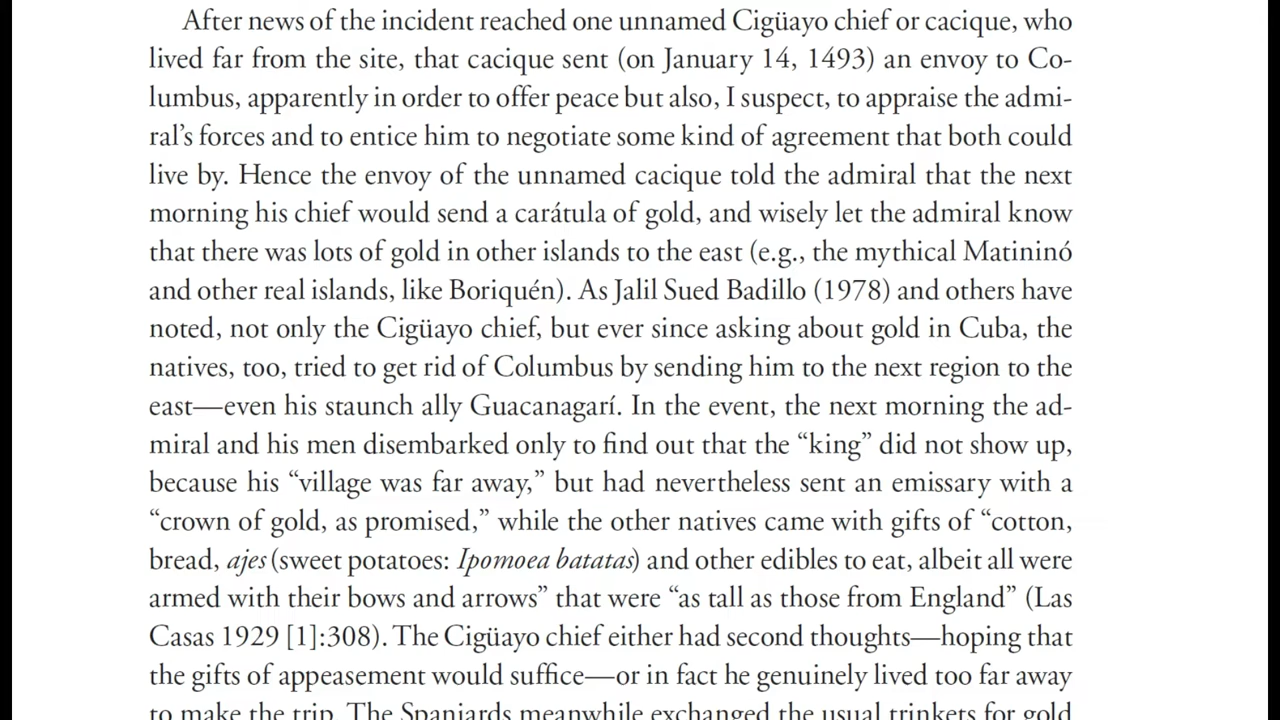 After news of the incident reached one unnamed Cigüayo chief or cacique, who
lived far from the site, that cacique sent (on January 14, 1493) an envoy to Co-
lumbus, apparently in order to offer peace but also, I suspect, to appraise the admi-
ral’s forces and to entice him to negotiate some kind of agreement that both could
live by. Hence the envoy of the unnamed cacique told the admiral that the next
morning his chief would send a carátula of gold, and wisely let the admiral know
that there was lots of gold in other islands to the east (e.g., the mythical Matininó
and other real islands, like Boriquén). As Jalil Sued Badillo (1978) and others have
noted, not only the Cigüayo chief, but ever since asking about gold in Cuba, the
natives, too, tried to get rid of Columbus by sending him to the next region to the
east—even his staunch ally Guacanagarí. In the event, the next morning the ad-
miral and his men disembarked only to find out that the “king” did not show up,
because his “village was far away,” but had nevertheless sent an emissary with a
“crown of gold, as promised,” while the other natives came with gifts of “cotton,
bread, ajes (sweet potatoes: Ipomoea batatas) and other edibles to eat, albeit all were
armed with their bows and arrows” that were “as tall as those from England” (Las
Casas 1929 [1]:308). The Cigüayo chief either had second thoughts—hoping that
the gifts of appeasement would suffice—or in fact he genuinely lived too far away
to make the trip. The Spaniards meanwhile exchanged the usual trinkets for gold